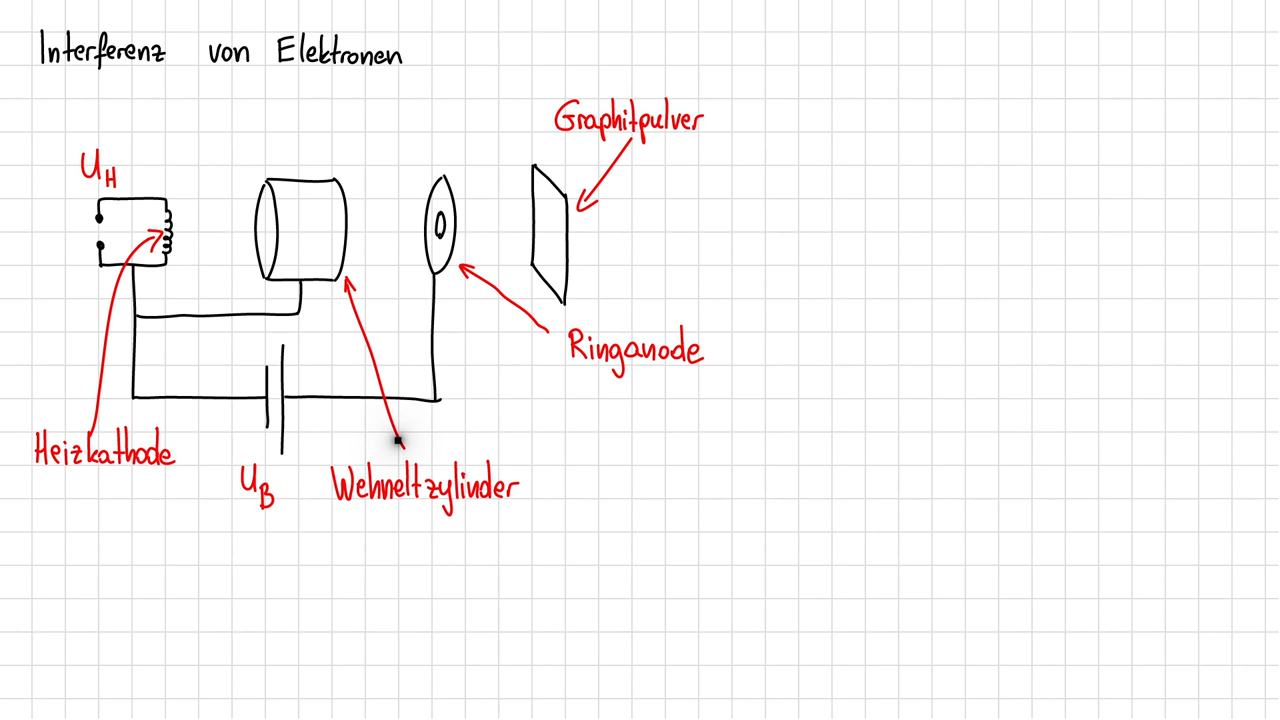 Interferenz von Elektronen
Graphitpulver
U_H
Ringanode
Heizkathode
U_B
Wehneltzylinder